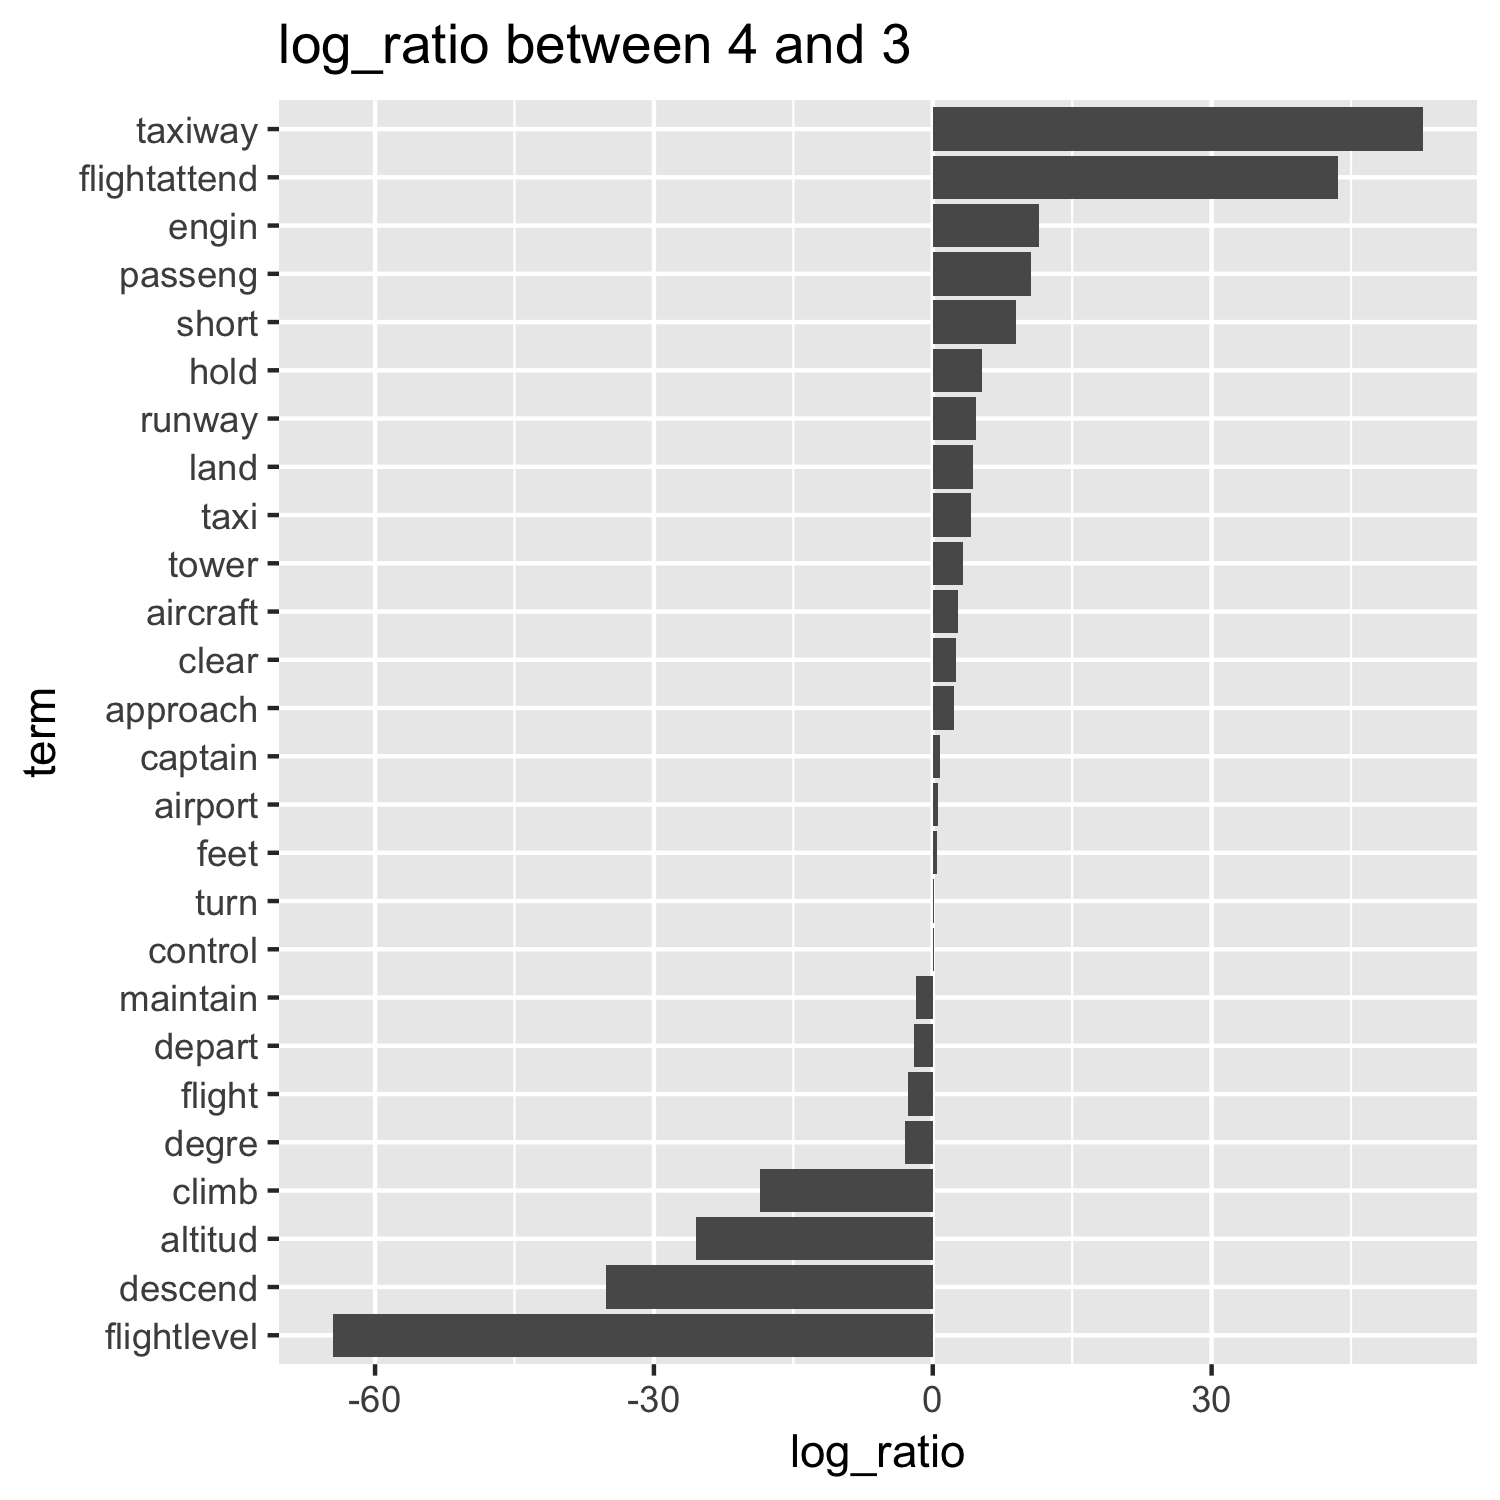 log_ratio between 4 and 3
taxiway
flightattend
engin
passeng
short
hold
runway
land
taxi
tower
aircraft
clear
approach
captain
airport
feet
turn
control
maintain
depart
flight
degre
climb
altitud
descend
flightlevel
term
-60 -30 0 30
log_ratio